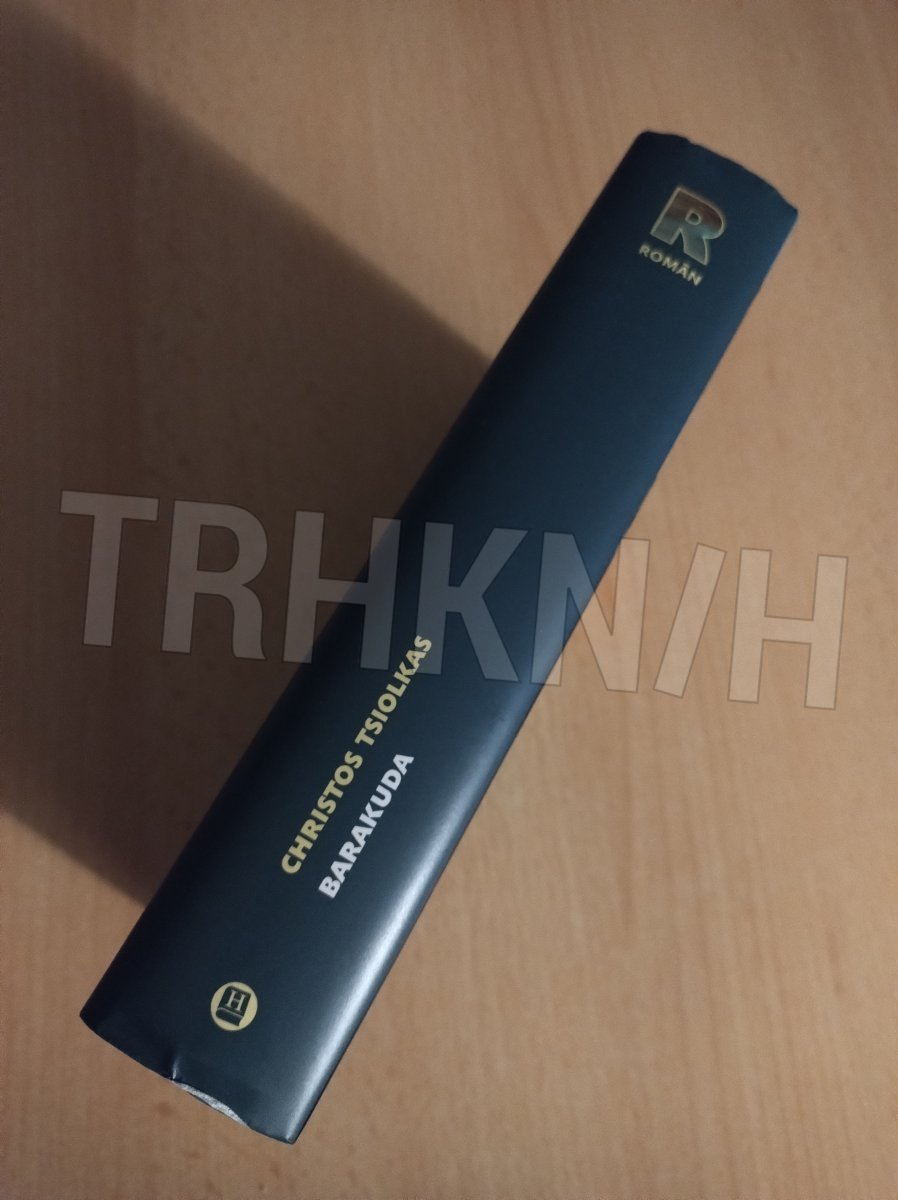 R
ROMÁN
TRHKN/H
CHRISTOS TSIOLKAS
BARAKUDA
H